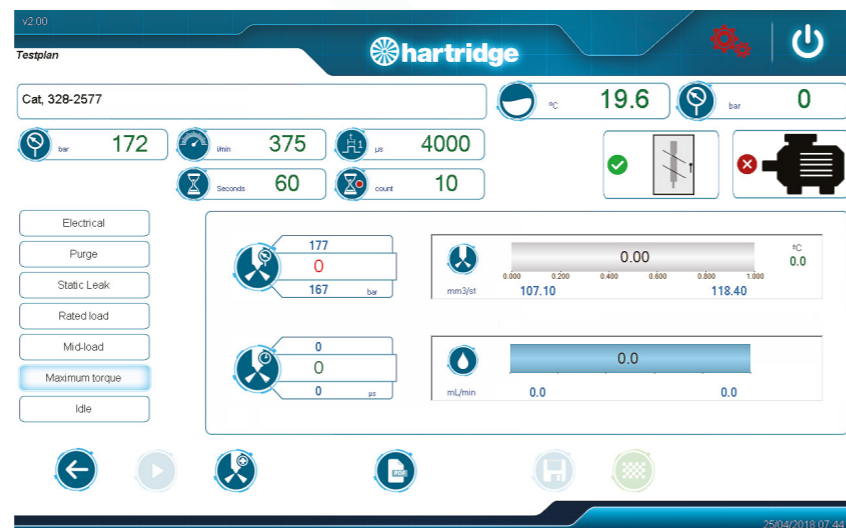 v2.00
Testplan
hartridge
Cat, 328-2577
ºC 19.6
bar 0
bar 172
l/min 375
µs 4000
Seconds 60
count 10
Electrical
Purge
Static Leak
Rated load
Mid-load
Maximum torque
Idle
177
0
167 bar
0.00
ºC
0.0
0.000 0.200 0.400 0.600 0.800 1.000
mm3/st 107.10 118.40
0
0
0 µs
0.0
mL/min 0.0 0.0
25/04/2018 07:44